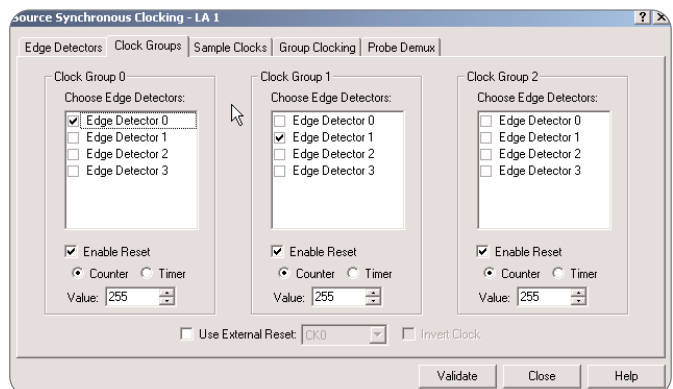 Source Synchronous Clocking - LA 1
Edge Detectors Clock Groups Sample Clocks Group Clocking Probe Demux
Clock Group 0
Choose Edge Detectors:
Edge Detector 0
Edge Detector 1
Edge Detector 2
Edge Detector 3
Enable Reset
Counter Timer
Value: 255
Clock Group 1
Choose Edge Detectors:
Edge Detector 0
Edge Detector 1
Edge Detector 2
Edge Detector 3
Enable Reset
Counter Timer
Value: 255
Clock Group 2
Choose Edge Detectors:
Edge Detector 0
Edge Detector 1
Edge Detector 2
Edge Detector 3
Enable Reset
Counter Timer
Value: 255
Use External Reset: CK0 Invert Clock
Validate Close Help